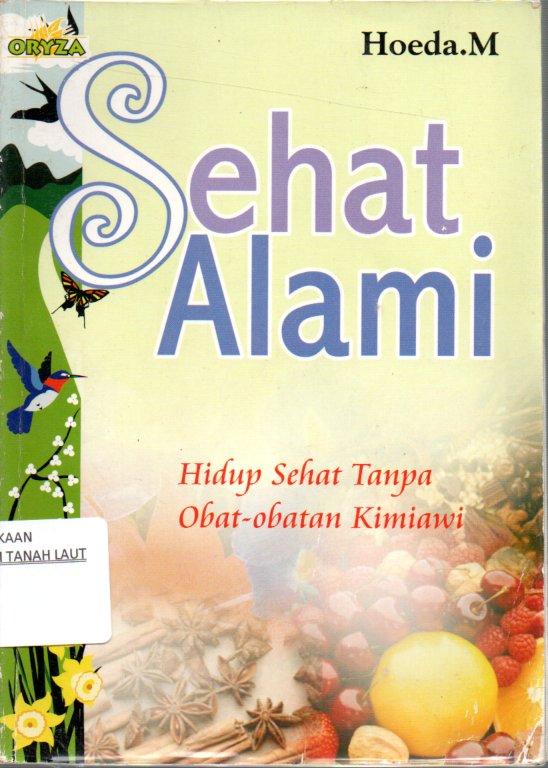 ORYZA
Hoeda.M
Sehat
Alami
Hidup Sehat Tanpa
Obat-obatan Kimiawi
KAAN
TANAH LAUT